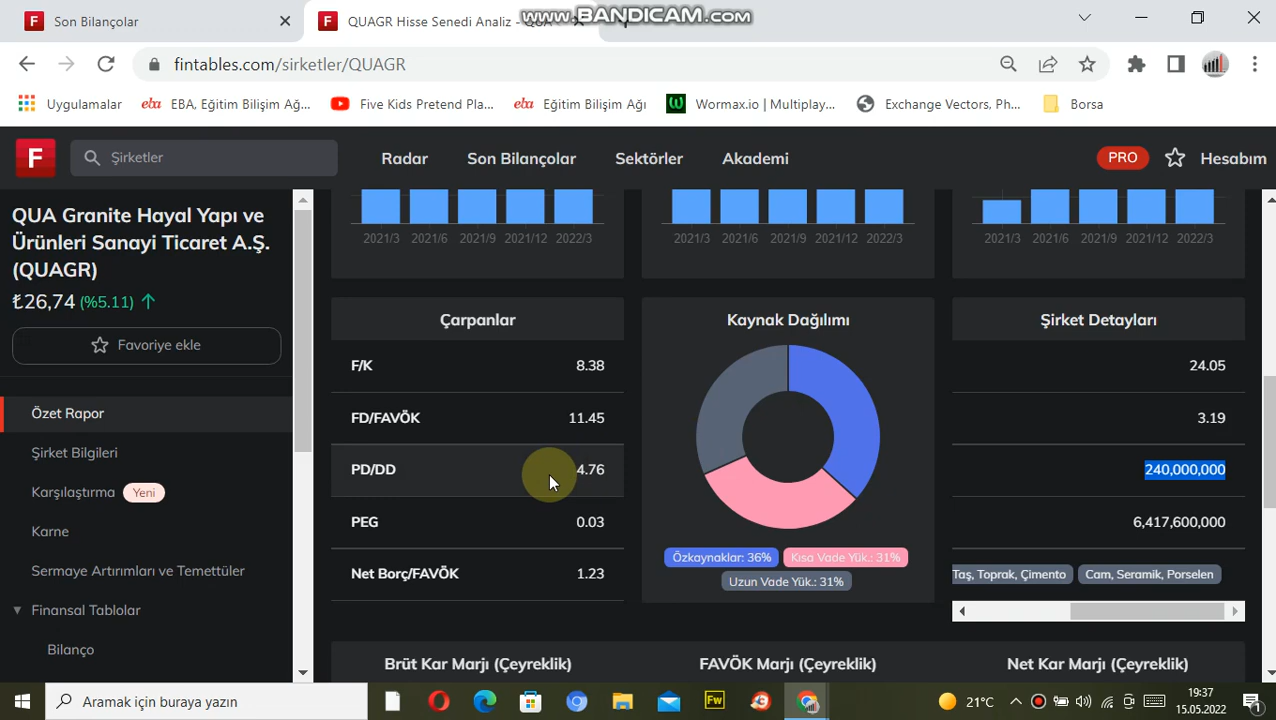 www.BANDICAM.com
Son Bilançolar
QUAGR Hisse Senedi Analiz - QUA
fintables.com/sirketler/QUAGR
Uygulamalar
EBA, Eğitim Bilişim Ağ...
Five Kids Pretend Pla...
Eğitim Bilişim Ağı
Wormax.io | Multiplay...
Exchange Vectors, Ph...
Borsa
F
Şirketler
Radar
Son Bilançolar
Sektörler
Akademi
PRO
Hesabım
QUA Granite Hayal Yapı ve
Ürünleri Sanayi Ticaret A.Ş.
(QUAGR)
₺26,74 (%5.11)
Favoriye ekle
Özet Rapor
Şirket Bilgileri
Karşılaştırma Yeni
Karne
Sermaye Artırımları ve Temettüler
Finansal Tablolar
Bilanço
2021/3 2021/6 2021/9 2021/12 2022/3
2021/3 2021/6 2021/9 2021/12 2022/3
2021/3 2021/6 2021/9 2021/12 2022/3
Çarpanlar
F/K 8.38
FD/FAVÖK 11.45
PD/DD 4.76
PEG 0.03
Net Borç/FAVÖK 1.23
Kaynak Dağılımı
Özkaynaklar: 36% Kısa Vade Yük.: 31%
Uzun Vade Yük.: 31%
Şirket Detayları
24.05
3.19
240,000,000
6,417,600,000
Taş, Toprak, Çimento Cam, Seramik, Porselen
Brüt Kar Marjı (Çeyreklik)
FAVÖK Marjı (Çeyreklik)
Net Kar Marjı (Çeyreklik)
Aramak için buraya yazın
Fw
21°C
19:37
15.05.2022
1